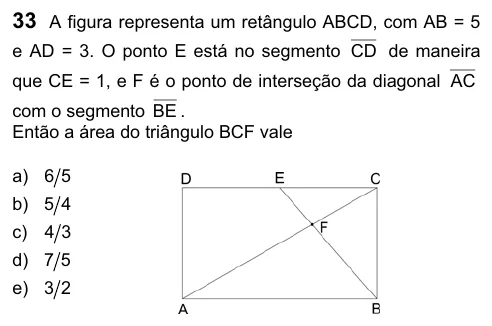 33 A figura representa um retângulo ABCD, com AB = 5
e AD = 3. O ponto E está no segmento CD de maneira
que CE = 1, e F é o ponto de interseção da diagonal AC
com o segmento BE.
Então a área do triângulo BCF vale
a) 6/5
b) 5/4
c) 4/3
d) 7/5
e) 3/2
D E C
F
A B